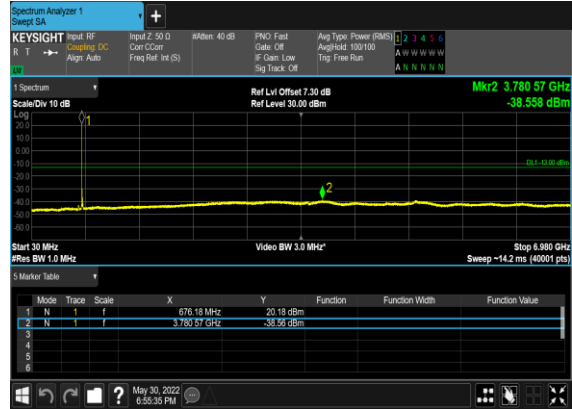 Spectrum Analyzer 1
Swept SA
+
KEYSIGHT Input: RF Input Z: 50 Ω #Atten: 40 dB PNO: Fast Avg Type: Power (RMS) 1 2 3 4 5 6
R T Coupling: DC Corr CCorr Gate: Off Avg|Hold: 100/100 A W W W W W
Align: Auto Freq Ref: Int (S) IF Gain: Low Trig: Free Run
Sig Track: Off A N N N N N
1 Spectrum Ref Lvl Offset 7.30 dB Mkr2 3.780 57 GHz
Scale/Div 10 dB Ref Level 30.00 dBm -38.558 dBm
Log
20.0
10.0
0.00
-10.0
-20.0
-30.0
-40.0
-50.0
-60.0
1
DL1 -13.00 dBm
2
Start 30 MHz Video BW 3.0 MHz* Stop 6.980 GHz
#Res BW 1.0 MHz Sweep ~14.2 ms (40001 pts)
5 Marker Table
Mode Trace Scale X Y Function Function Width Function Value
1 N 1 f 676.18 MHz 20.18 dBm
2 N 1 f 3.780 57 GHz -38.56 dBm
3
4
5
6
? May 30, 2022
6:55:35 PM